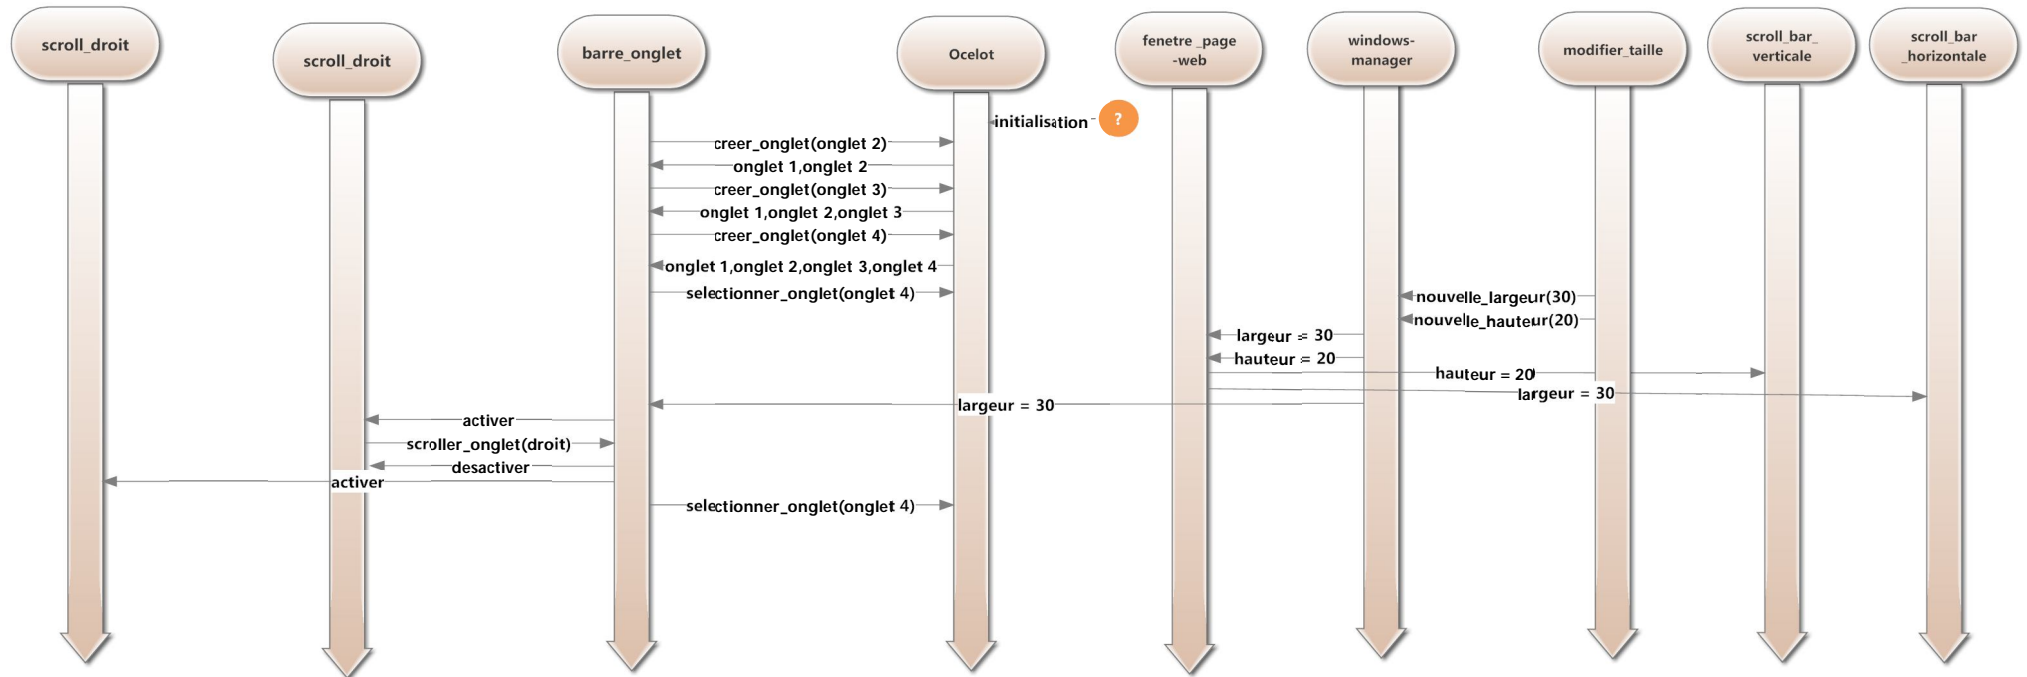 scroll_droit
scroll_droit
barre_onglet
Ocelot
fenetre _page
-web
windows-
manager
modifier_taille
scroll_bar_
verticale
scroll_bar
_horizontale
initialisation
?
creer_onglet(onglet 2)
onglet 1,onglet 2
creer_onglet(onglet 3)
onglet 1,onglet 2,onglet 3
creer_onglet(onglet 4)
onglet 1,onglet 2,onglet 3,onglet 4
selectionner_onglet(onglet 4)
nouvelle_largeur(30)
nouvelle_hauteur(20)
largeur = 30
hauteur = 20
hauteur = 20
largeur = 30
largeur = 30
activer
scroller_onglet(droit)
desactiver
activer
selectionner_onglet(onglet 4)